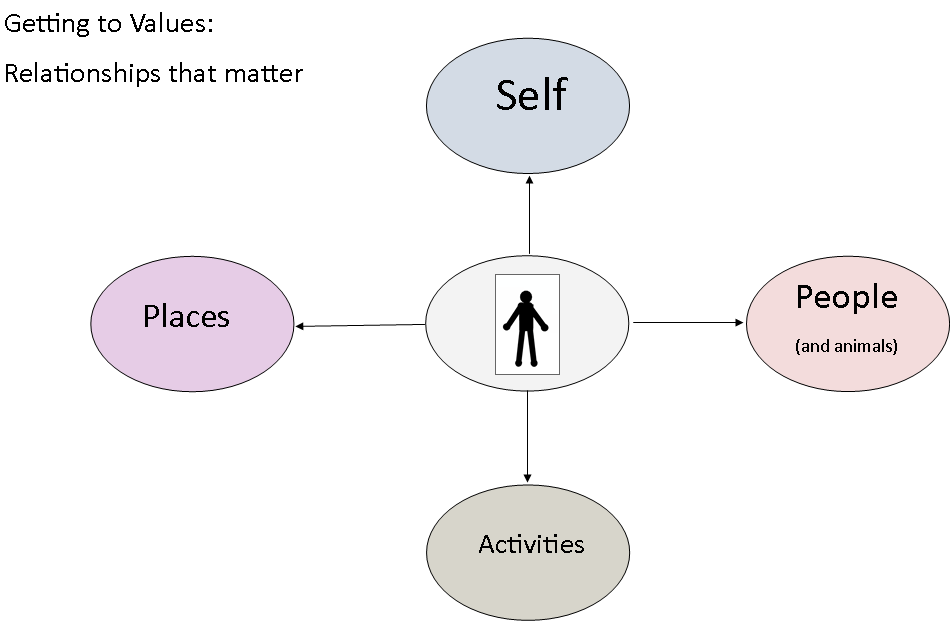 Getting to Values:
Relationships that matter
Self
Places
People
(and animals)
Activities